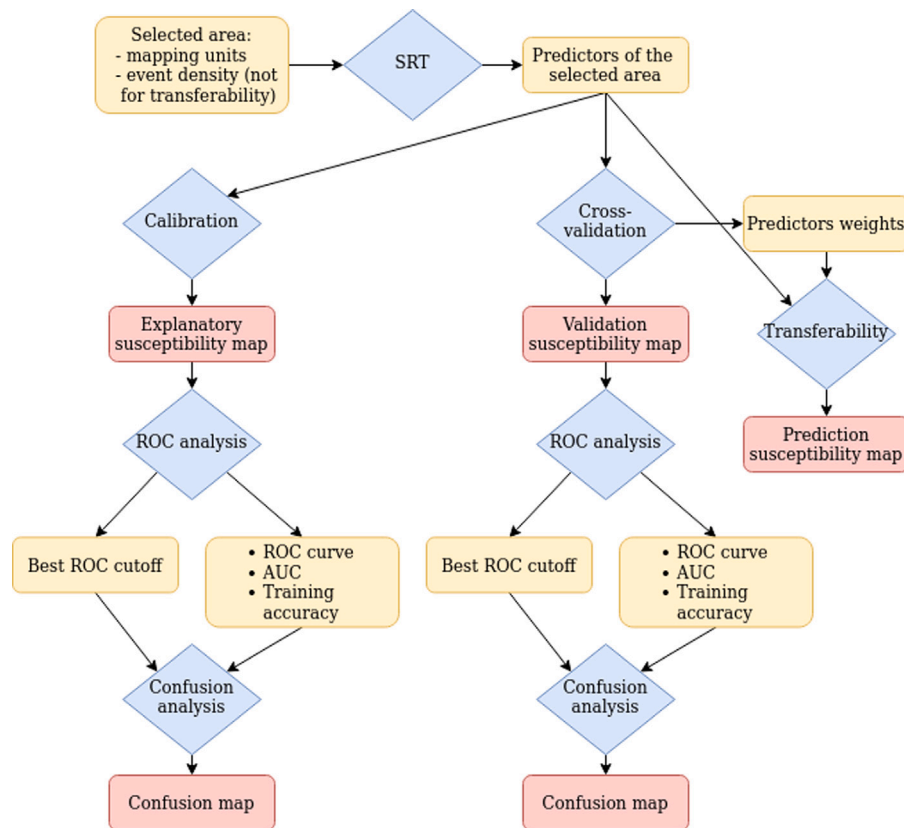 Selected area:
- mapping units
- event density (not
for transferability)
SRT
Predictors of the
selected area
Calibration
Cross-
validation
Predictors weights
Explanatory
susceptibility map
Validation
susceptibility map
Transferability
ROC analysis
ROC analysis
Prediction
susceptibility map
Best ROC cutoff
• ROC curve
• AUC
• Training
accuracy
Best ROC cutoff
• ROC curve
• AUC
• Training
accuracy
Confusion
analysis
Confusion
analysis
Confusion map
Confusion map